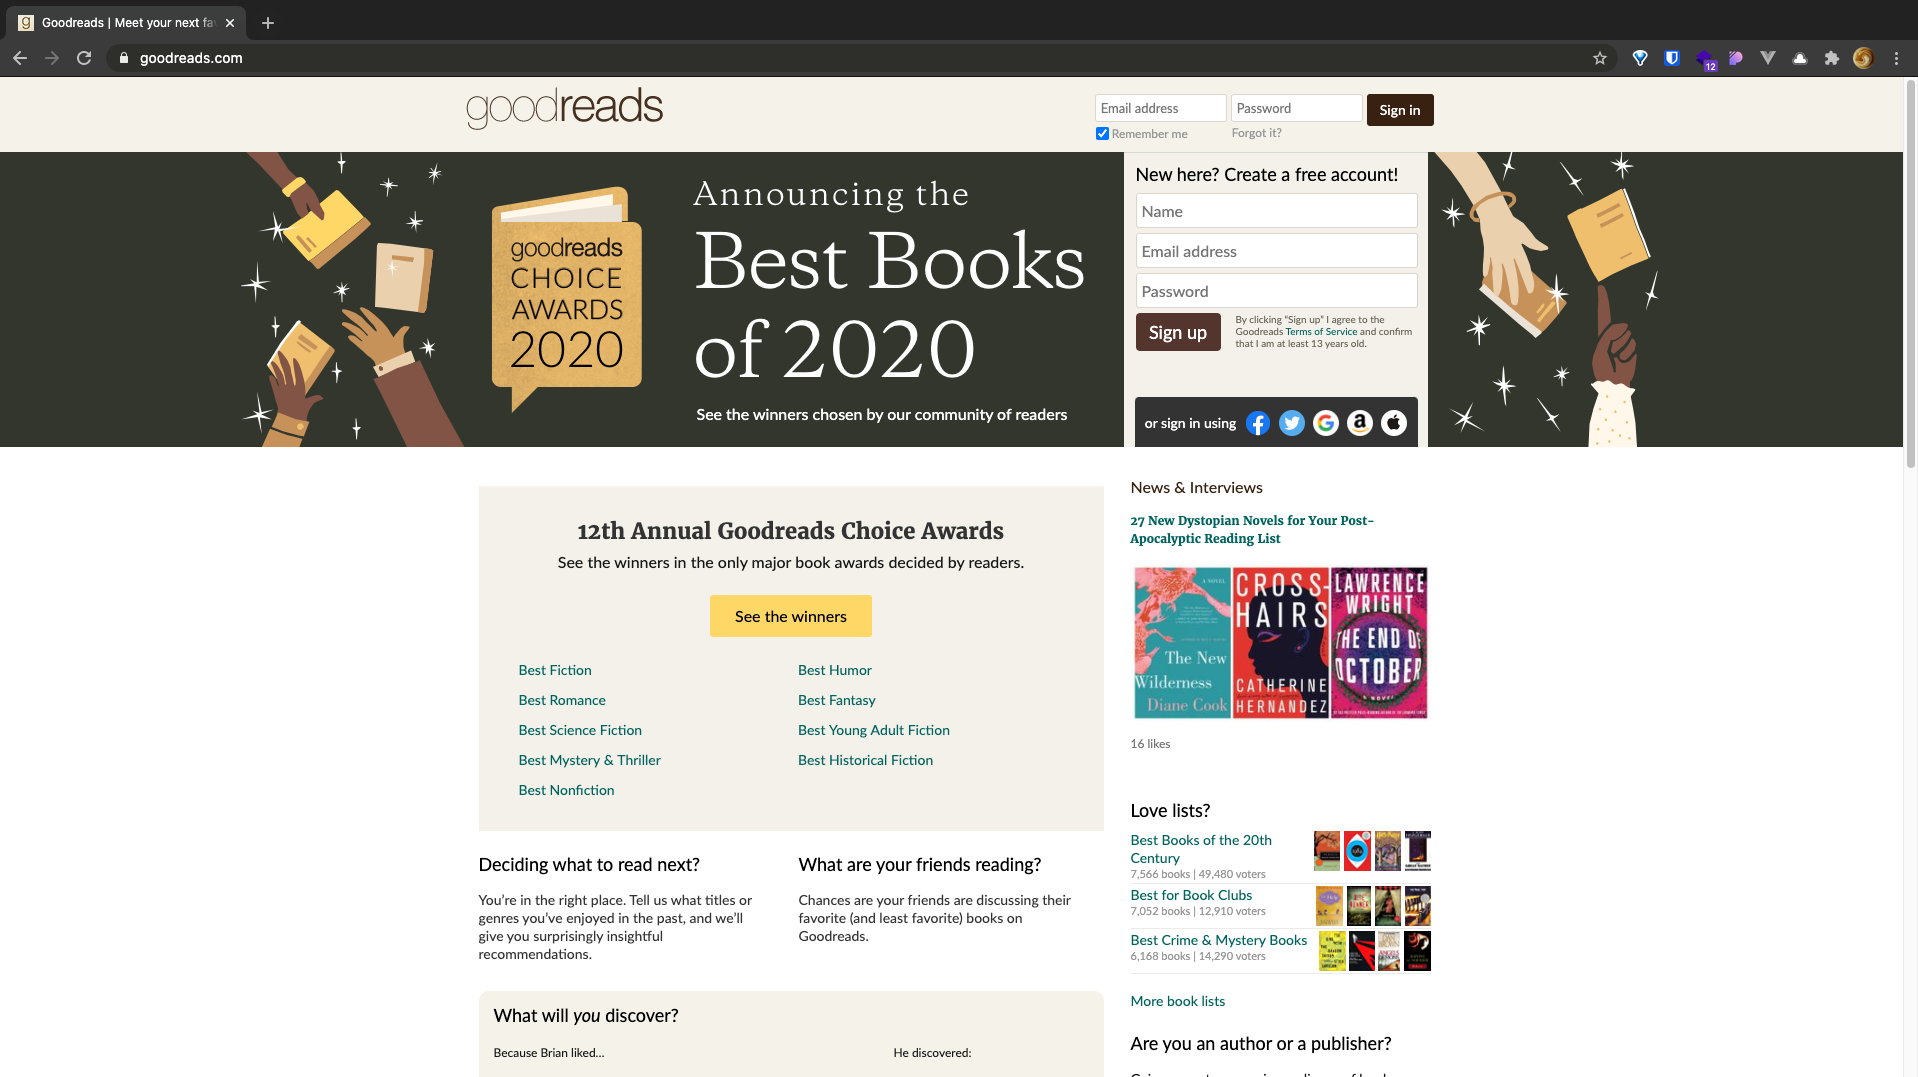 Goodreads | Meet your next fa
goodreads.com
12
goodreads
Email address
Password
Sign in
Remember me
Forgot it?
goodreads
CHOICE
AWARDS
2020
Announcing the
Best Books
of 2020
See the winners chosen by our community of readers
New here? Create a free account!
Name
Email address
Password
Sign up
By clicking “Sign up” I agree to the
Goodreads Terms of Service and confirm
that I am at least 13 years old.
or sign in using
12th Annual Goodreads Choice Awards
See the winners in the only major book awards decided by readers.
See the winners
Best Fiction
Best Romance
Best Science Fiction
Best Mystery & Thriller
Best Nonfiction
Best Humor
Best Fantasy
Best Young Adult Fiction
Best Historical Fiction
Deciding what to read next?
You’re in the right place. Tell us what titles or
genres you’ve enjoyed in the past, and we’ll
give you surprisingly insightful
recommendations.
What are your friends reading?
Chances are your friends are discussing their
favorite (and least favorite) books on
Goodreads.
What will you discover?
Because Brian liked…
He discovered:
News & Interviews
27 New Dystopian Novels for Your Post-
Apocalyptic Reading List
A NOVEL
The New
Wilderness
Diane Cook
CROSS-
HAIRS
CATHERINE
HERNANDEZ
LAWRENCE
WRIGHT
THE END OF
OCTOBER
A NOVEL
16 likes
Love lists?
Best Books of the 20th
Century
7,566 books | 49,480 voters
Best for Book Clubs
7,052 books | 12,910 voters
Best Crime & Mystery Books
6,168 books | 14,290 voters
More book lists
Are you an author or a publisher?